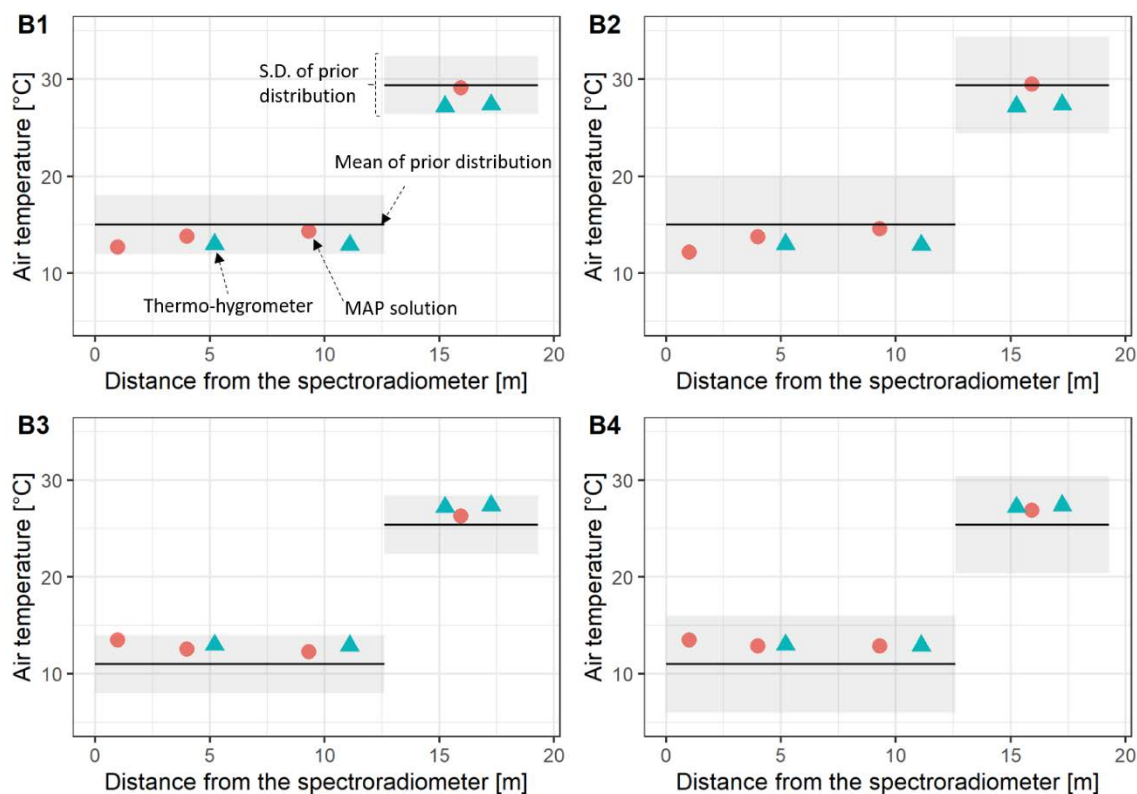 B1
Air temperature [°C]
30
20
10
S.D. of prior
distribution
Mean of prior distribution
Thermo-hygrometer
MAP solution
0 5 10 15 20
Distance from the spectroradiometer [m]
B2
Air temperature [°C]
30
20
10
0 5 10 15 20
Distance from the spectroradiometer [m]
B3
Air temperature [°C]
30
20
10
0 5 10 15 20
Distance from the spectroradiometer [m]
B4
Air temperature [°C]
30
20
10
0 5 10 15 20
Distance from the spectroradiometer [m]